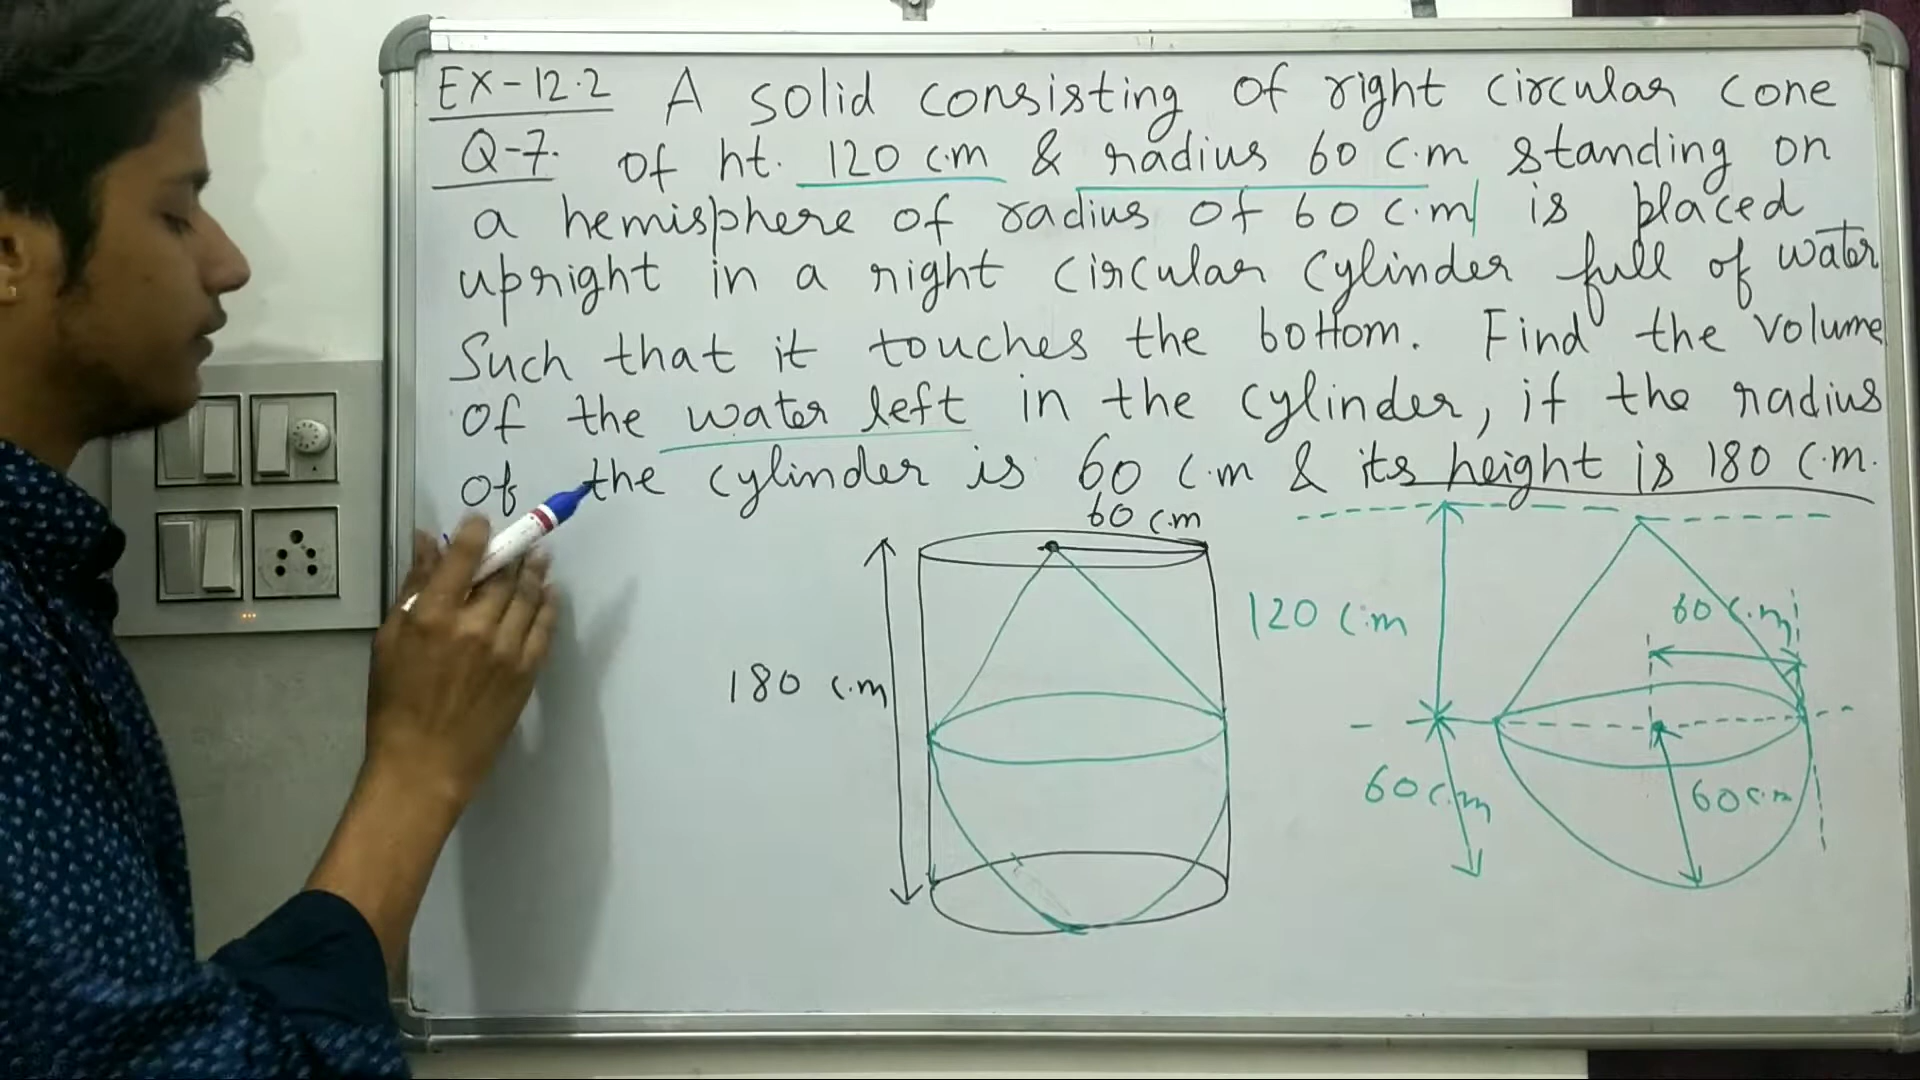 EX-12.2 A solid consisting of right circular cone
Q-7. of ht. 120 c.m & radius 60 c.m standing on
a hemisphere of radius of 60 c.m is placed
upright in a right circular cylinder full of water
Such that it touches the bottom. Find the volume
of the water left in the cylinder, if the radius
of the cylinder is 60 c.m & its height is 180 c.m.
60 c.m
120 c.m
60 c.m
180 c.m
60 c.m
60 c.m